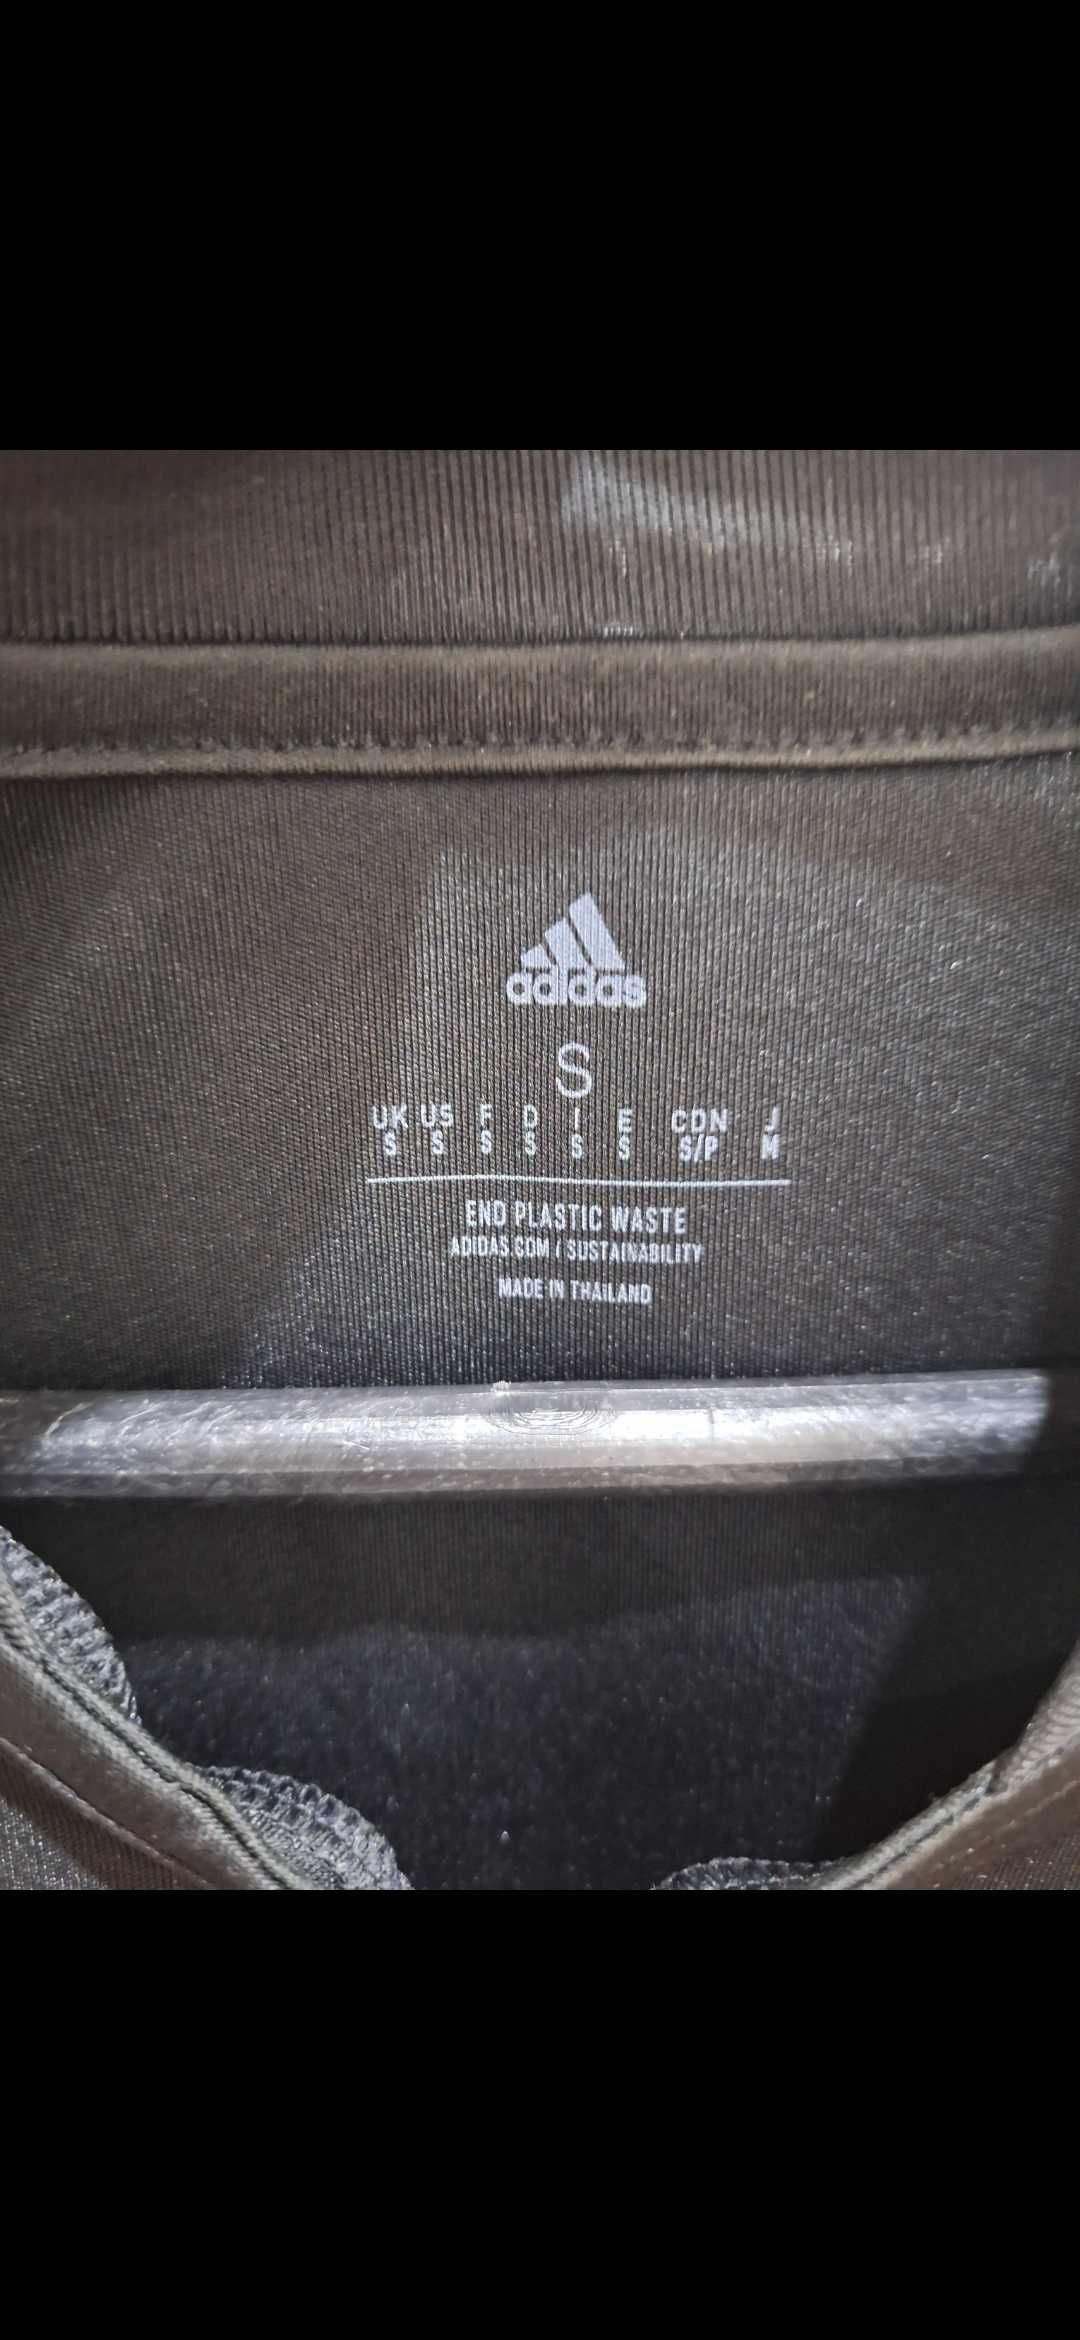 adidas
S
UK US F D I E CDN J
S S S S S S S/P M
END PLASTIC WASTE
ADIDAS.COM / SUSTAINABILITY
MADE IN THAILAND